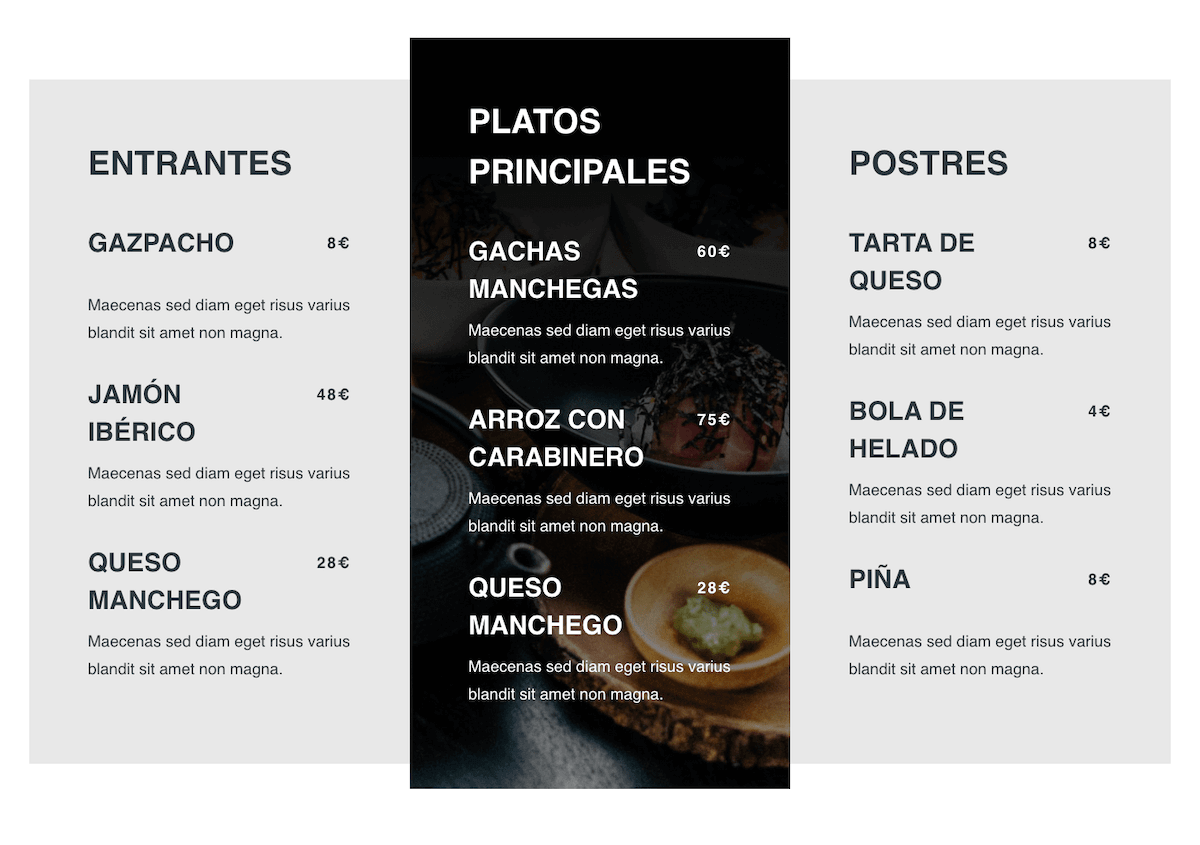 ENTRANTES
GAZPACHO 8€
Maecenas sed diam eget risus varius
blandit sit amet non magna.
JAMÓN 48€
IBÉRICO
Maecenas sed diam eget risus varius
blandit sit amet non magna.
QUESO 28€
MANCHEGO
Maecenas sed diam eget risus varius
blandit sit amet non magna.
PLATOS
PRINCIPALES
GACHAS 60€
MANCHEGAS
Maecenas sed diam eget risus varius
blandit sit amet non magna.
ARROZ CON 75€
CARABINERO
Maecenas sed diam eget risus varius
blandit sit amet non magna.
QUESO 28€
MANCHEGO
Maecenas sed diam eget risus varius
blandit sit amet non magna.
POSTRES
TARTA DE 8€
QUESO
Maecenas sed diam eget risus varius
blandit sit amet non magna.
BOLA DE 4€
HELADO
Maecenas sed diam eget risus varius
blandit sit amet non magna.
PIÑA 8€
Maecenas sed diam eget risus varius
blandit sit amet non magna.